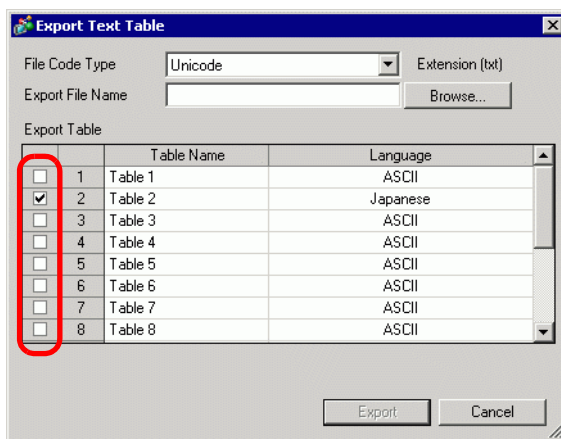 Export Text Table
File Code Type Unicode Extension (txt)
Export File Name Browse...
Export Table
Table Name Language
1 Table 1 ASCII
2 Table 2 Japanese
3 Table 3 ASCII
4 Table 4 ASCII
5 Table 5 ASCII
6 Table 6 ASCII
7 Table 7 ASCII
8 Table 8 ASCII
Export Cancel